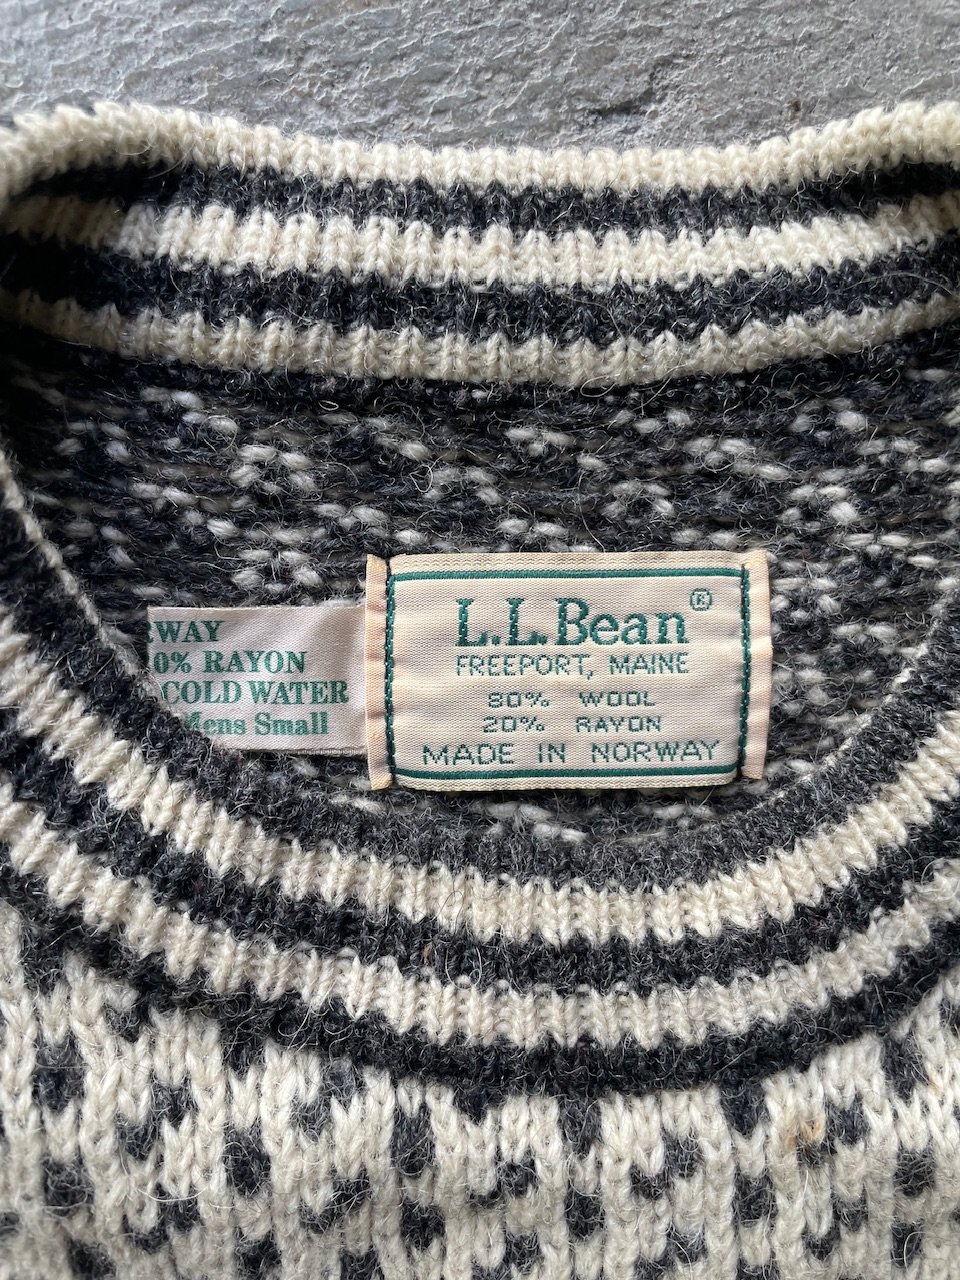 L.L.Bean®
FREEPORT, MAINE
80% WOOL
20% RAYON
MADE IN NORWAY
WAY
0% RAYON
COLD WATER
Mens Small